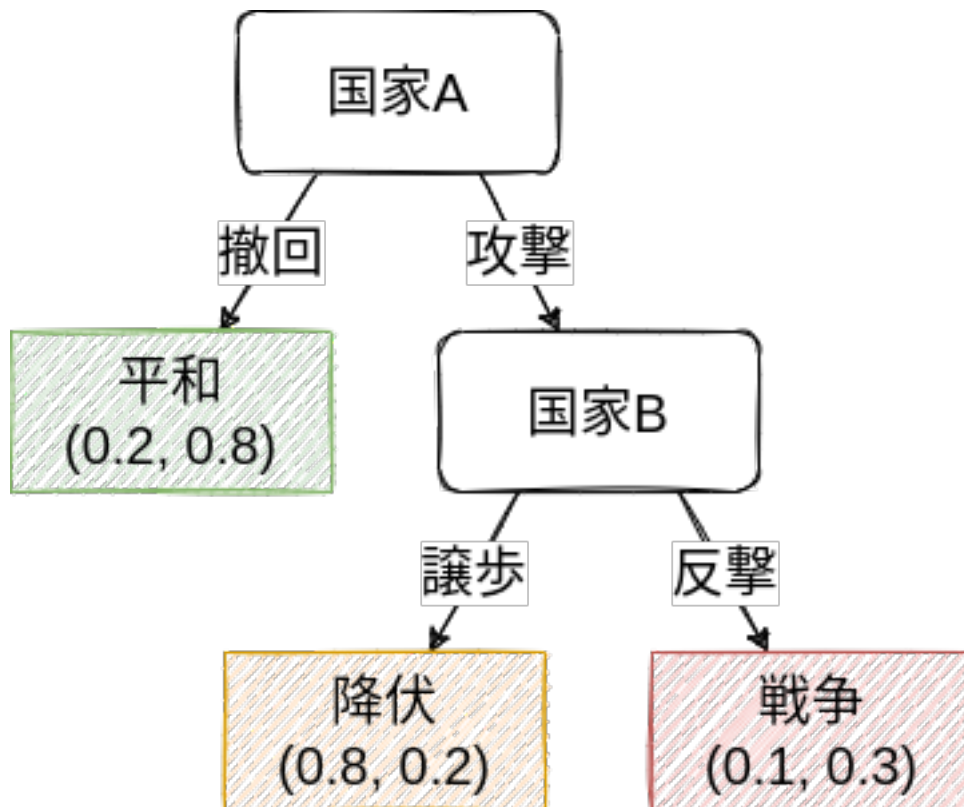 国家A
撤回
攻撃
平和
(0.2, 0.8)
国家B
譲歩
反撃
降伏
(0.8, 0.2)
戦争
(0.1, 0.3)